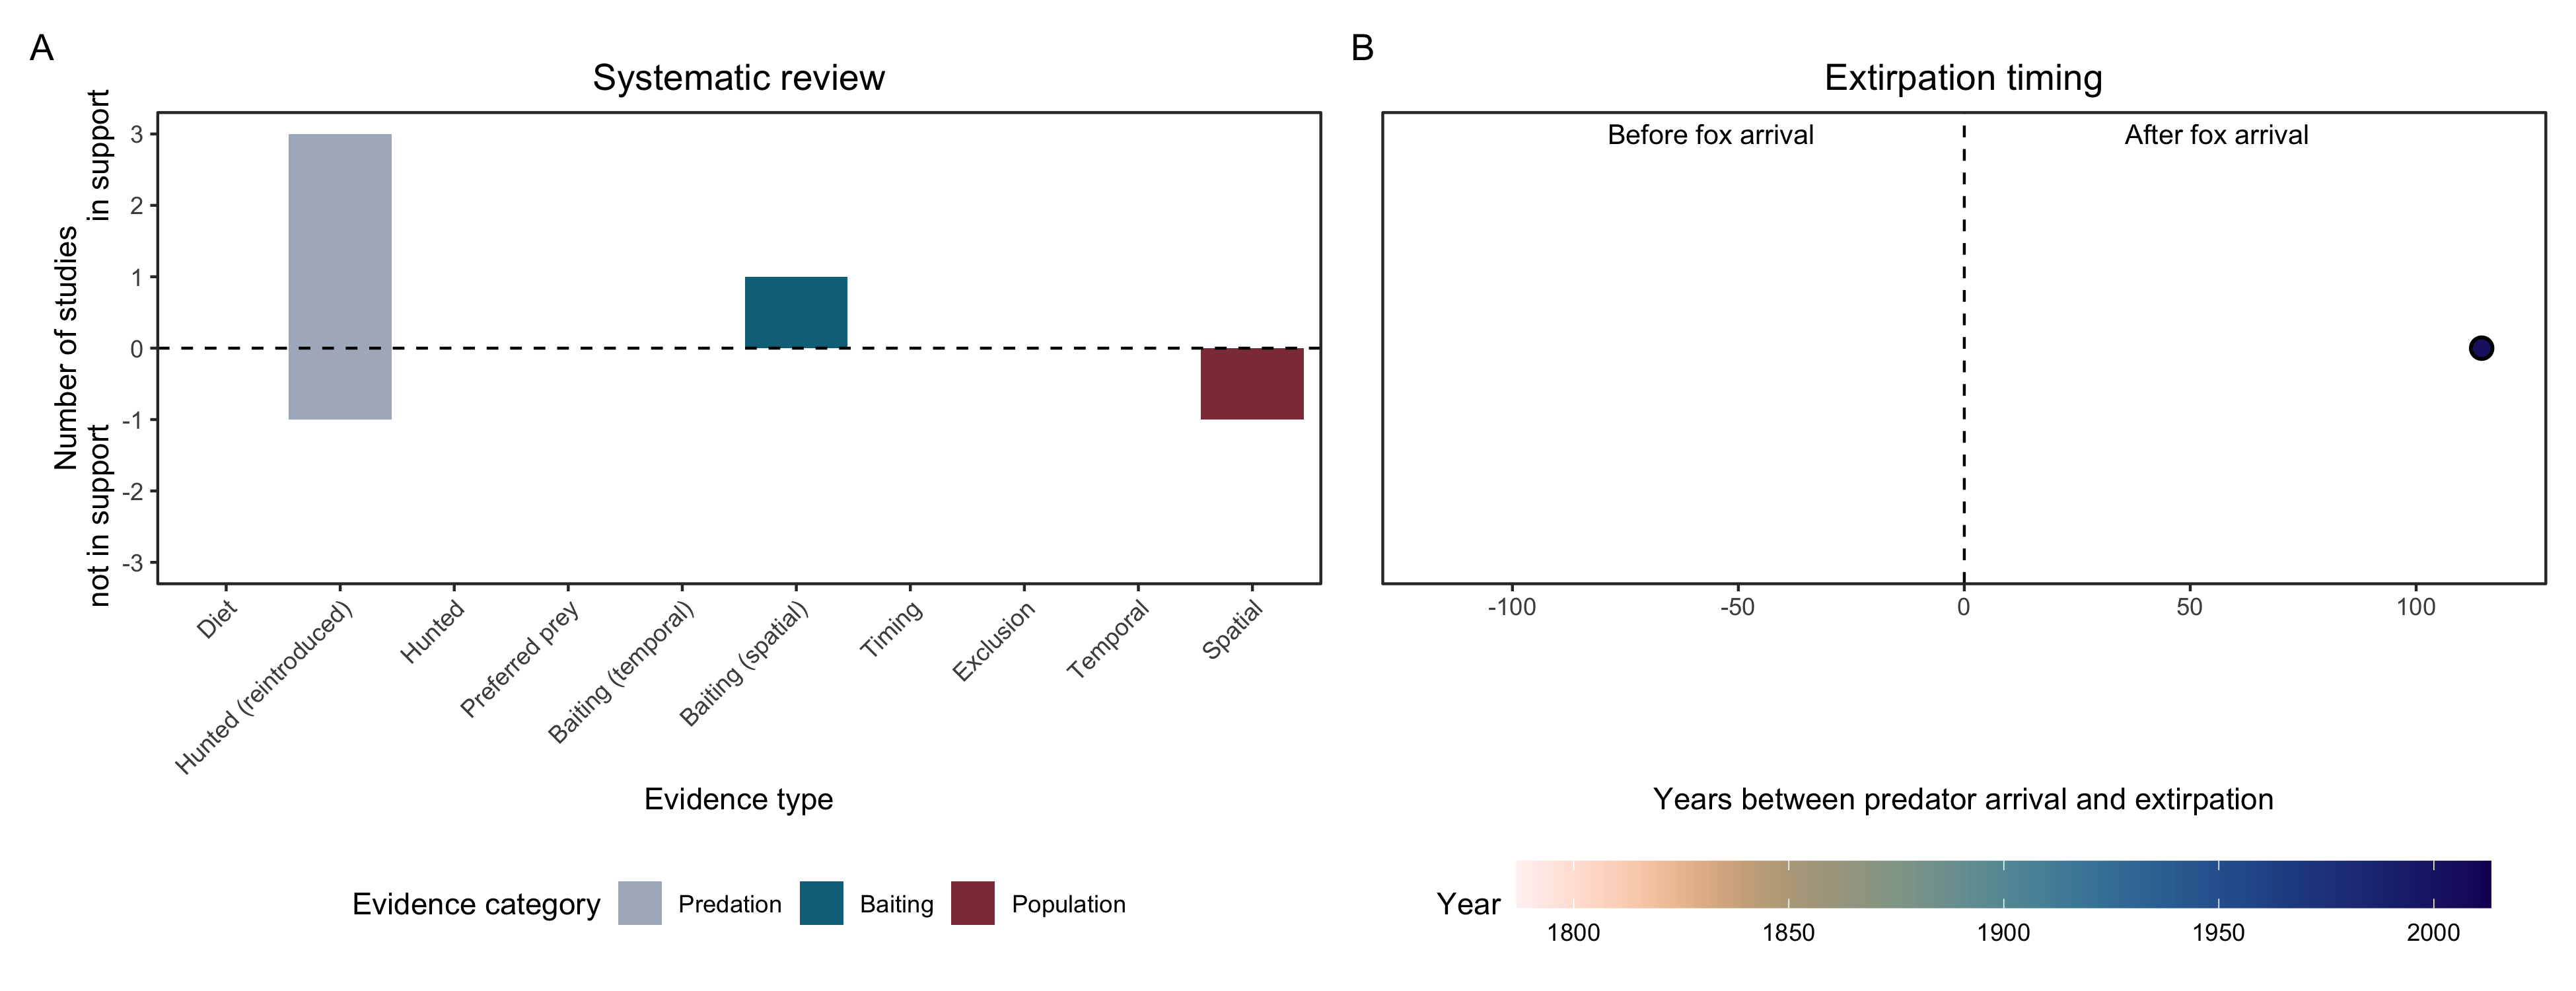 A
Systematic review
Number of studies
not in support
in support
3
2
1
0
-1
-2
-3
Diet
Hunted (reintroduced)
Hunted
Preferred prey
Baiting (temporal)
Baiting (spatial)
Timing
Exclusion
Temporal
Spatial
Evidence type
Evidence category
Predation
Baiting
Population
B
Extirpation timing
Before fox arrival
After fox arrival
-100
-50
0
50
100
Years between predator arrival and extirpation
Year
1800
1850
1900
1950
2000